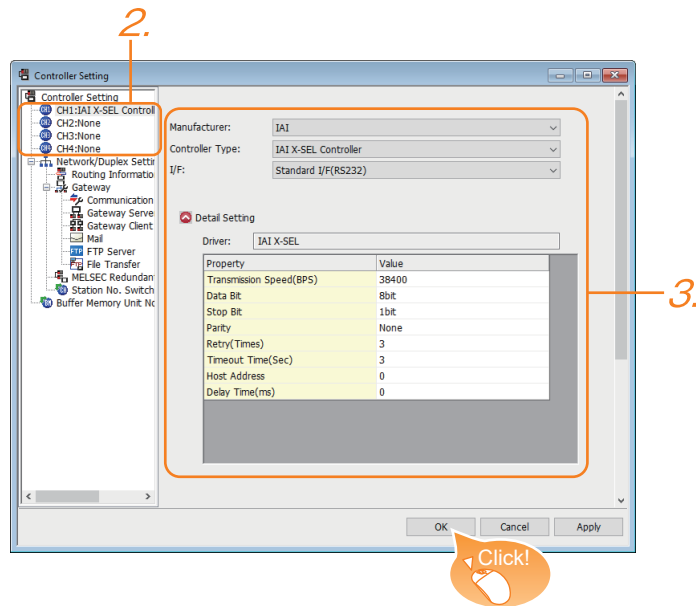 2.
Controller Setting
Controller Setting
CH1:IAI X-SEL Controll
CH2:None
CH3:None
CH4:None
Network/Duplex Settir
Routing Informatio
Gateway
Communication
Gateway Serve
Gateway Client
Mail
FTP Server
File Transfer
MELSEC Redundan
Station No. Switch
Buffer Memory Unit No
Manufacturer: IAI
Controller Type: IAI X-SEL Controller
I/F: Standard I/F(RS232)
Detail Setting
Driver: IAI X-SEL
Property Value
Transmission Speed(BPS) 38400
Data Bit 8bit
Stop Bit 1bit
Parity None
Retry(Times) 3
Timeout Time(Sec) 3
Host Address 0
Delay Time(ms) 0
3.
OK Cancel Apply
Click!